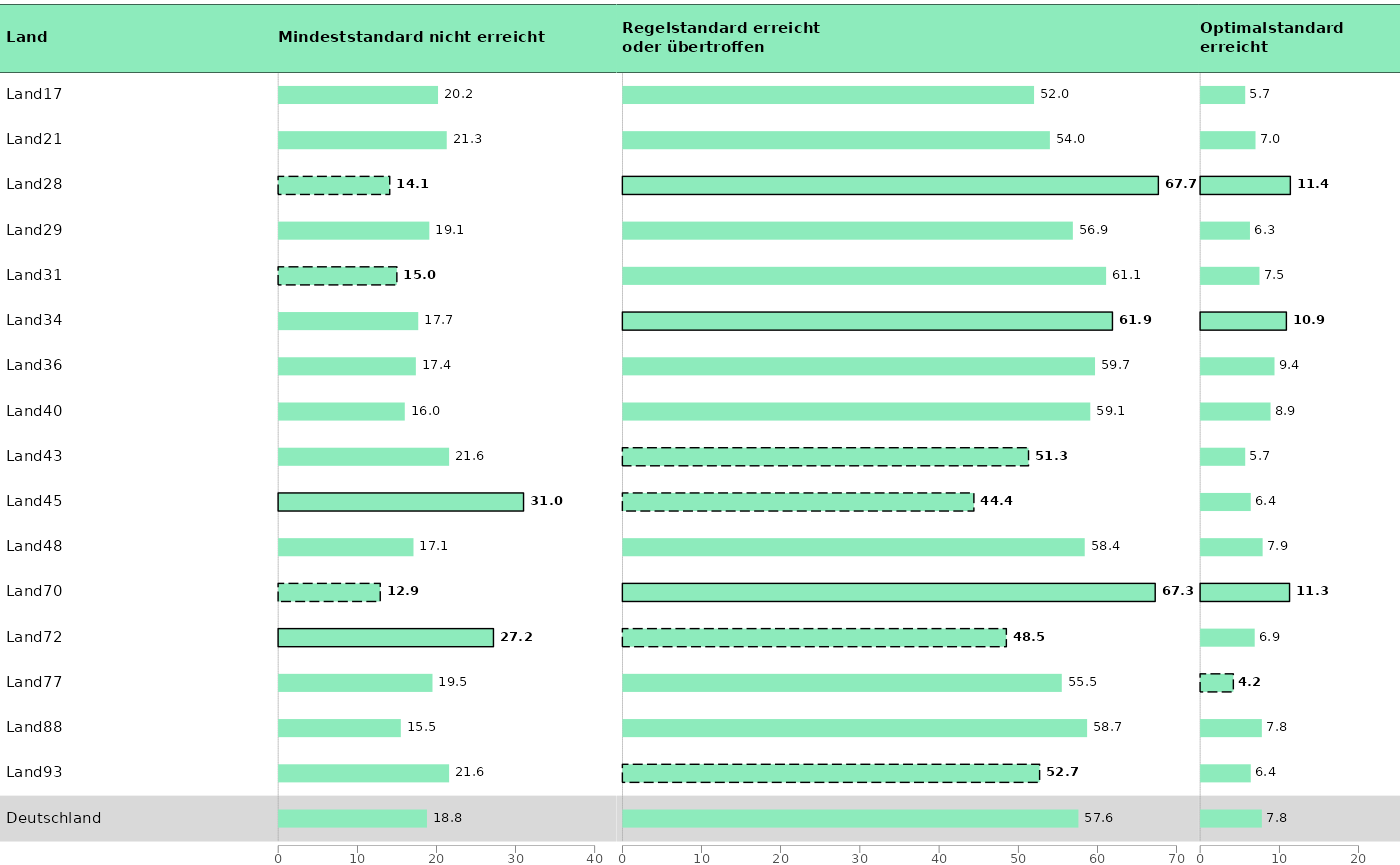 Land Mindeststandard nicht erreicht Regelstandard erreicht oder übertroffen Optimalstandard erreicht
Land17 20.2 52.0 5.7
Land21 21.3 54.0 7.0
Land28 14.1 67.7 11.4
Land29 19.1 56.9 6.3
Land31 15.0 61.1 7.5
Land34 17.7 61.9 10.9
Land36 17.4 59.7 9.4
Land40 16.0 59.1 8.9
Land43 21.6 51.3 5.7
Land45 31.0 44.4 6.4
Land48 17.1 58.4 7.9
Land70 12.9 67.3 11.3
Land72 27.2 48.5 6.9
Land77 19.5 55.5 4.2
Land88 15.5 58.7 7.8
Land93 21.6 52.7 6.4
Deutschland 18.8 57.6 7.8
0 10 20 30 40 0 10 20 30 40 50 60 70 0 10 20